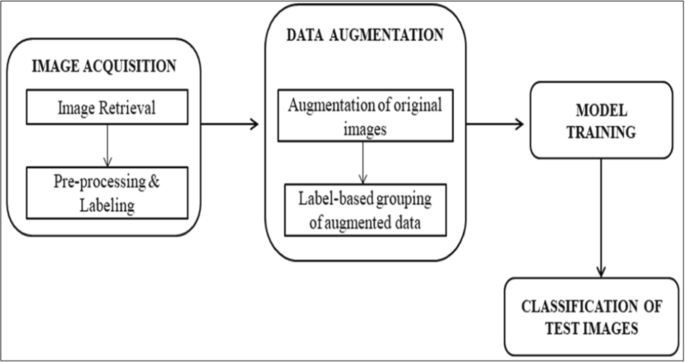 IMAGE ACQUISITION
Image Retrieval
Pre-processing &
Labeling
DATA AUGMENTATION
Augmentation of original
images
Label-based grouping
of augmented data
MODEL
TRAINING
CLASSIFICATION OF
TEST IMAGES